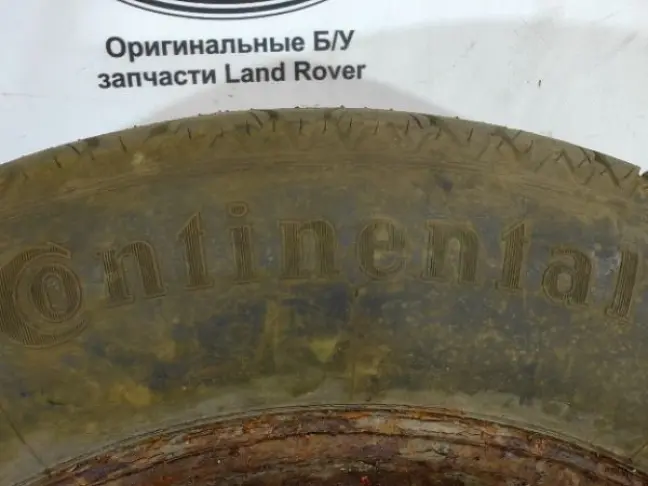 Оригинальные Б/У
запчасти Land Rover
Continental